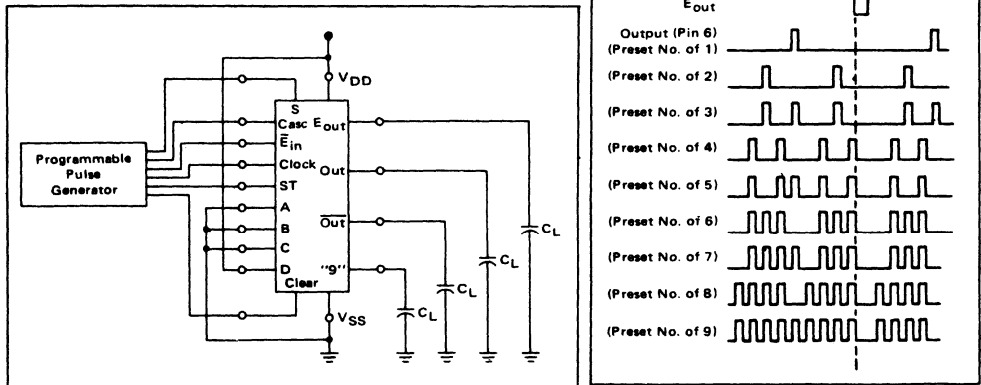 VDD
S
Casc Eout
Ein
Programmable
Pulse
Generator
Clock
Out
ST
A
B
Out
C
D
"9"
Clear
VSS
CL
CL
CL
CL
Eout
Output (Pin 6)
(Preset No. of 1)
(Preset No. of 2)
(Preset No. of 3)
(Preset No. of 4)
(Preset No. of 5)
(Preset No. of 6)
(Preset No. of 7)
(Preset No. of 8)
(Preset No. of 9)